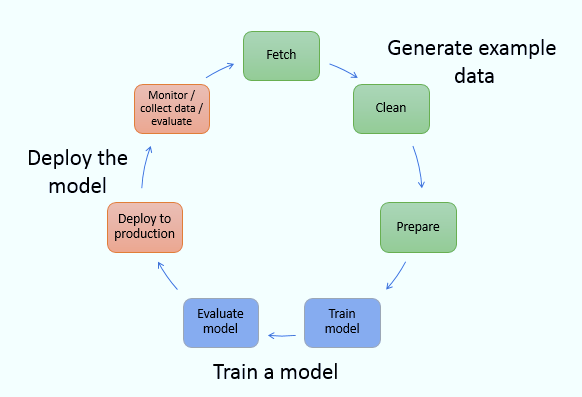 Fetch
Generate example
data
Clean
Prepare
Train
model
Train a model
Evaluate
model
Deploy to
production
Deploy the
model
Monitor /
collect data /
evaluate